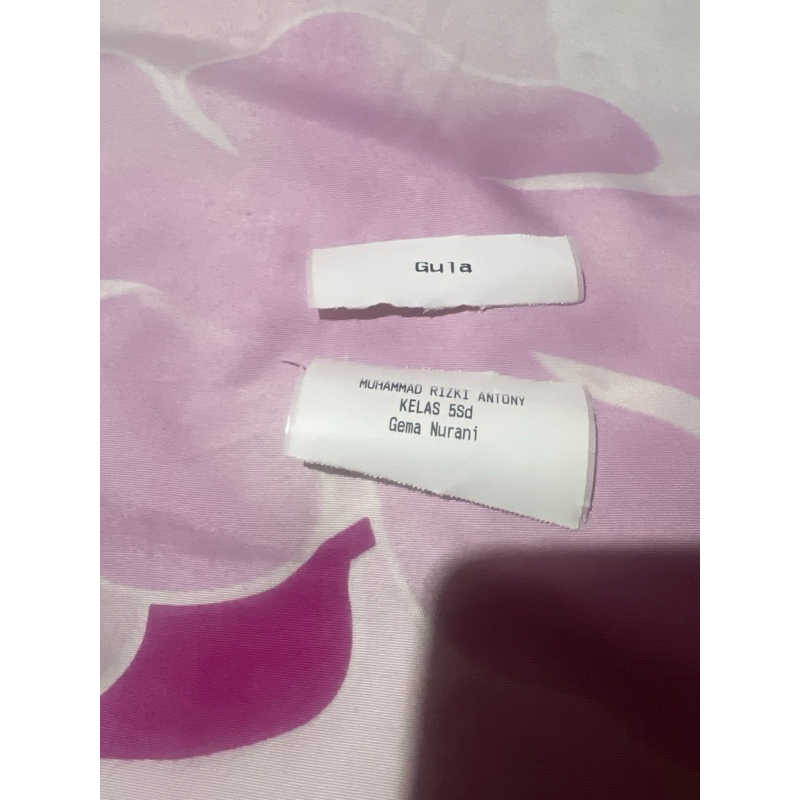 Gula
MUHAMMAD RIZKI ANTONY
KELAS 5Sd
Gema Nurani